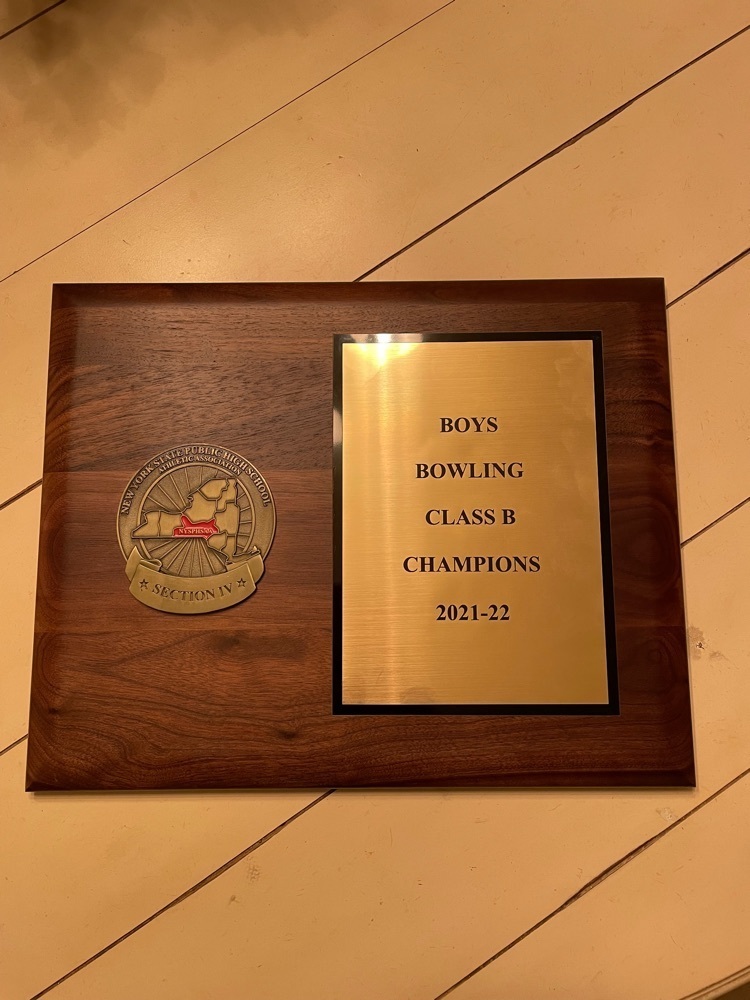 NEW YORK STATE PUBLIC HIGH SCHOOL
ATHLETIC ASSOCIATION
NYSPHSAA
SECTION IV
BOYS
BOWLING
CLASS B
CHAMPIONS
2021-22